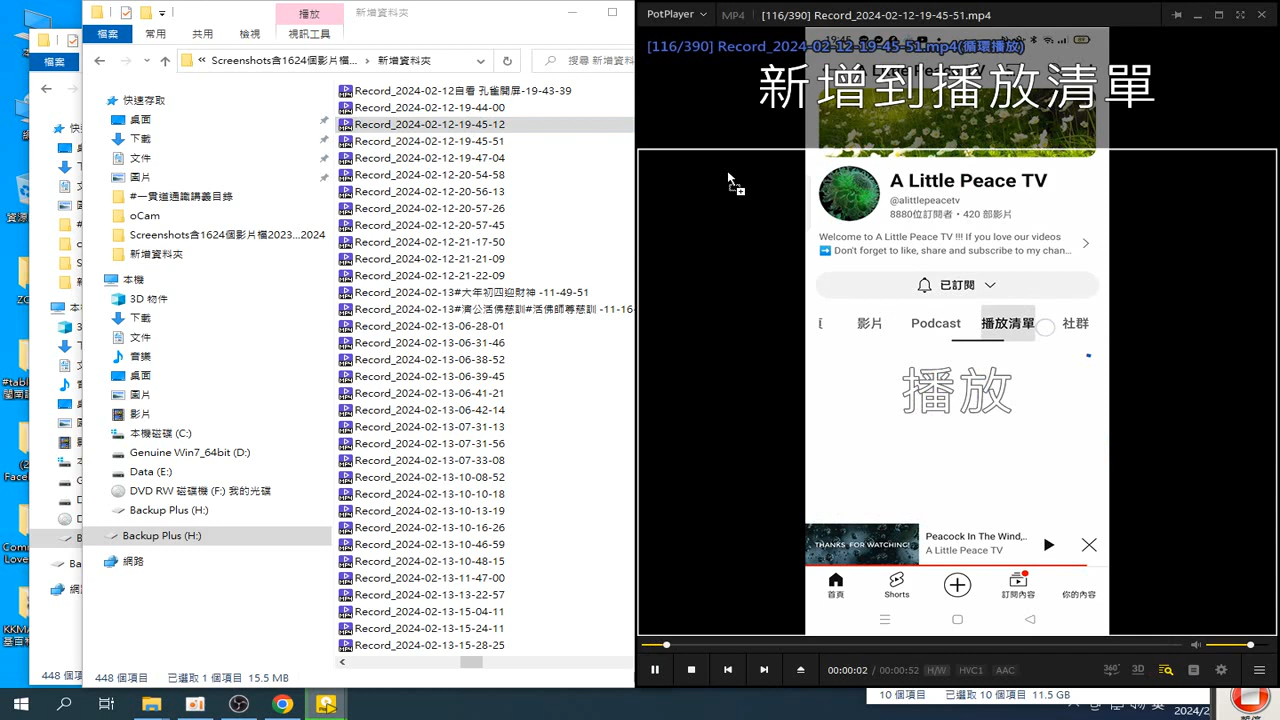 檔案
播放
新增資料夾
檔案
常用
共用
檢視
視訊工具
« Screenshots含1624個影片檔... › 新增資料夾
搜尋 新增資料夾
快速存取
桌面
下載
文件
圖片
#一貫道通識講義目錄
oCam
Screenshots含1624個影片檔2023...2024
新增資料夾
本機
3D 物件
下載
文件
音樂
桌面
圖片
影片
本機磁碟 (C:)
Genuine Win7_64bit (D:)
Data (E:)
DVD RW 磁碟機 (F:) 我的光碟
Backup Plus (H:)
Backup Plus (H:)
網路
Record_2024-02-12自看 孔雀開屏-19-43-39
Record_2024-02-12-19-44-00
Record_2024-02-12-19-45-12
Record_2024-02-12-19-45-51
Record_2024-02-12-19-47-04
Record_2024-02-12-20-54-58
Record_2024-02-12-20-56-13
Record_2024-02-12-20-57-26
Record_2024-02-12-20-57-45
Record_2024-02-12-21-17-50
Record_2024-02-12-21-21-09
Record_2024-02-12-21-22-09
Record_2024-02-13#大年初四迎財神 -11-49-51
Record_2024-02-13#濟公活佛慈訓#活佛師尊慈訓 -11-16-
Record_2024-02-13-06-28-01
Record_2024-02-13-06-31-46
Record_2024-02-13-06-38-52
Record_2024-02-13-06-39-45
Record_2024-02-13-06-41-21
Record_2024-02-13-06-42-14
Record_2024-02-13-07-31-13
Record_2024-02-13-07-31-56
Record_2024-02-13-07-33-08
Record_2024-02-13-10-08-52
Record_2024-02-13-10-10-18
Record_2024-02-13-10-13-19
Record_2024-02-13-10-16-26
Record_2024-02-13-10-46-59
Record_2024-02-13-10-48-15
Record_2024-02-13-11-47-00
Record_2024-02-13-13-22-57
Record_2024-02-13-15-04-11
Record_2024-02-13-15-24-11
Record_2024-02-13-15-28-25
448 個項目
已選取 1 個項目 15.5 MB
PotPlayer
MP4
[116/390] Record_2024-02-12-19-45-51.mp4
[116/390] Record_2024-02-12-19-45-51.mp4(循環播放)
新增到播放清單
A Little Peace TV
@alittlepeacetv
8880位訂閱者・420 部影片
Welcome to A Little Peace TV !!! If you love our videos
Don't forget to like, share and subscribe to my chan...
已訂閱
影片
Podcast
播放清單
社群
播放
THANKS FOR WATCHING!
Peacock In The Wind,..
A Little Peace TV
首頁
Shorts
訂閱內容
你的內容
00:00:02 / 00:00:52
H/W
HVC1
AAC
360°
3D
10 個項目
已選取 10 個項目 11.5 GB